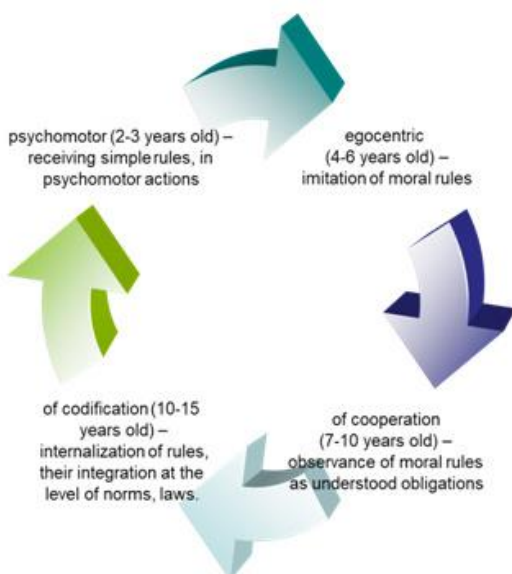 psychomotor (2-3 years old) –
receiving simple rules, in
psychomotor actions
egocentric
(4-6 years old) –
imitation of moral rules
of cooperation
(7-10 years old) –
observance of moral rules
as understood obligations
of codification (10-15
years old) –
internalization of rules,
their integration at the
level of norms, laws.